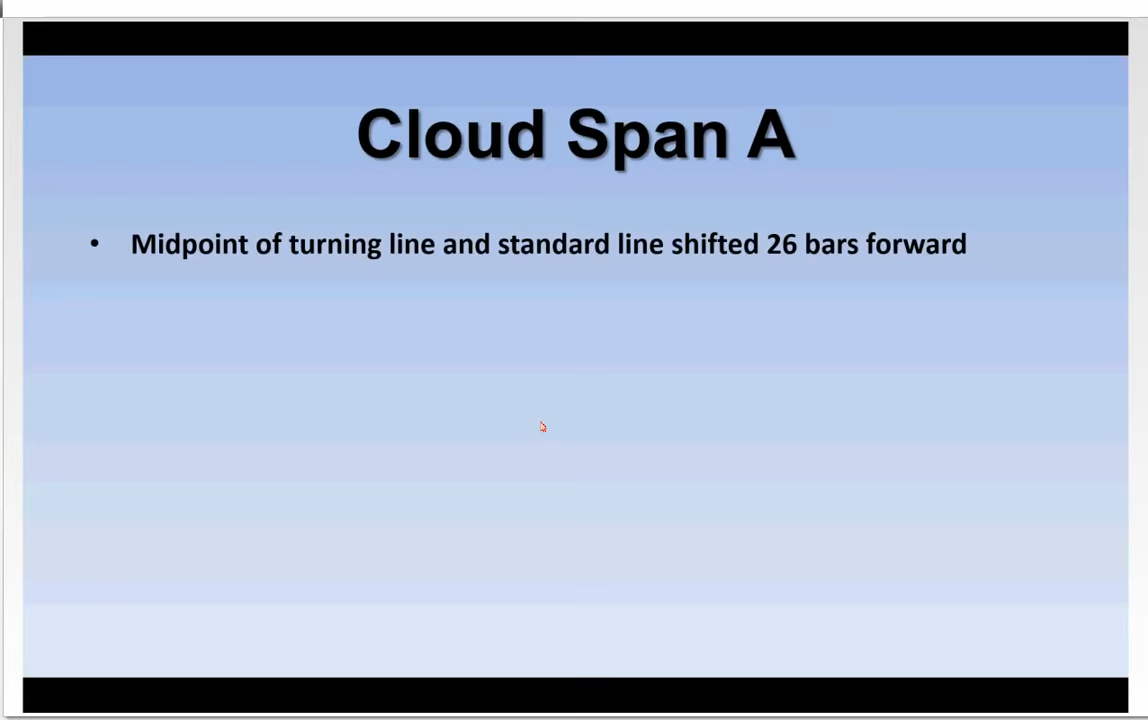 Cloud Span A
• Midpoint of turning line and standard line shifted 26 bars forward